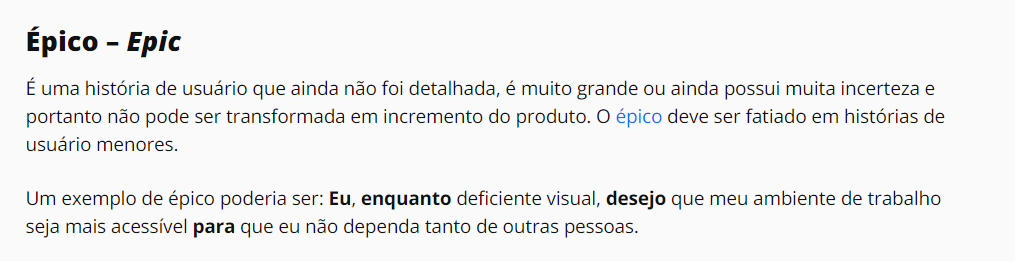 Épico – Epic
É uma história de usuário que ainda não foi detalhada, é muito grande ou ainda possui muita incerteza e
portanto não pode ser transformada em incremento do produto. O épico deve ser fatiado em histórias de
usuário menores.
Um exemplo de épico poderia ser: Eu, enquanto deficiente visual, desejo que meu ambiente de trabalho
seja mais acessível para que eu não dependa tanto de outras pessoas.